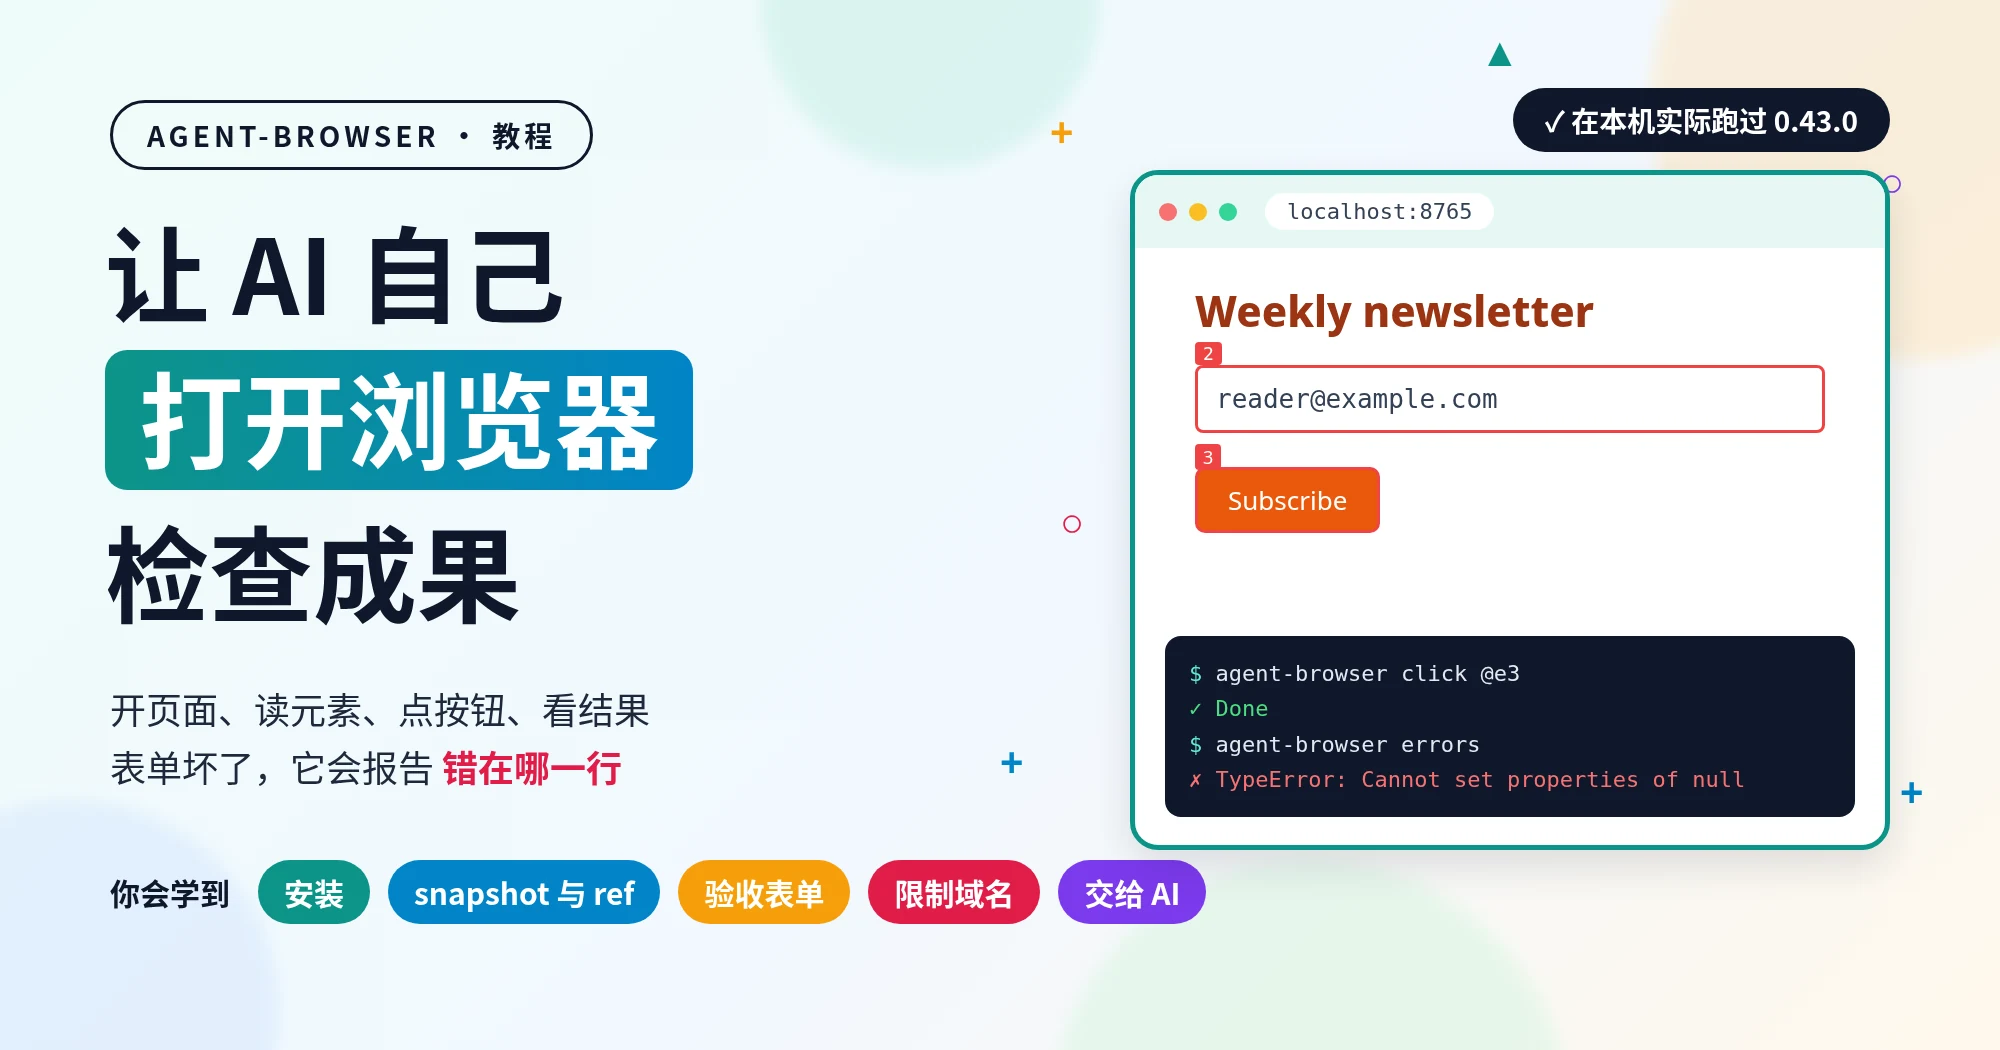 AGENT-BROWSER · 教程
让 AI 自己
打开浏览器
检查成果
开页面、读元素、点按钮、看结果
表单坏了，它会报告 错在哪一行
你会学到 安装 snapshot 与 ref 验收表单 限制域名 交给 AI
✓ 在本机实际跑过 0.43.0
localhost:8765
Weekly newsletter
2
reader@example.com
3
Subscribe
$ agent-browser click @e3
✓ Done
$ agent-browser errors
✗ TypeError: Cannot set properties of null